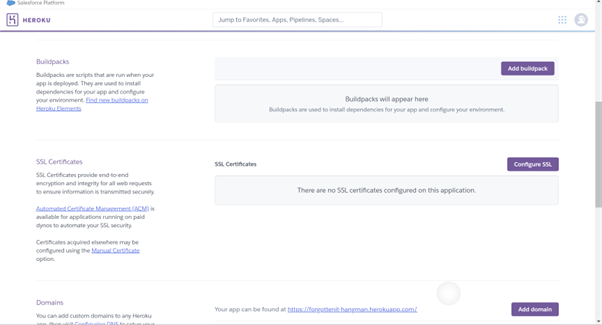 Salesforce Platform
HEROKU
Jump to Favorites, Apps, Pipelines, Spaces...
Buildpacks
Buildpacks are scripts that are run when your
app is deployed. They are used to install
dependencies for your app and configure
your environment. Find new buildpacks on
Heroku Elements
Add buildpack
Buildpacks will appear here
Buildpacks are used to install dependencies for your app and configure your environment.
SSL Certificates
SSL Certificates provide end-to-end
encryption and integrity for all web requests
to ensure information is transmitted securely.
Automated Certificate Management (ACM) is
available for applications running on paid
dynos to automate your SSL security.
Certificates acquired elsewhere may be
configured using the Manual Certificate
option.
SSL Certificates
Configure SSL
There are no SSL certificates configured on this application.
Domains
You can add custom domains to any Heroku
app, then visit Configuring DNS to setup your
Your app can be found at https://forgottenit-hangman.herokuapp.com/
Add domain